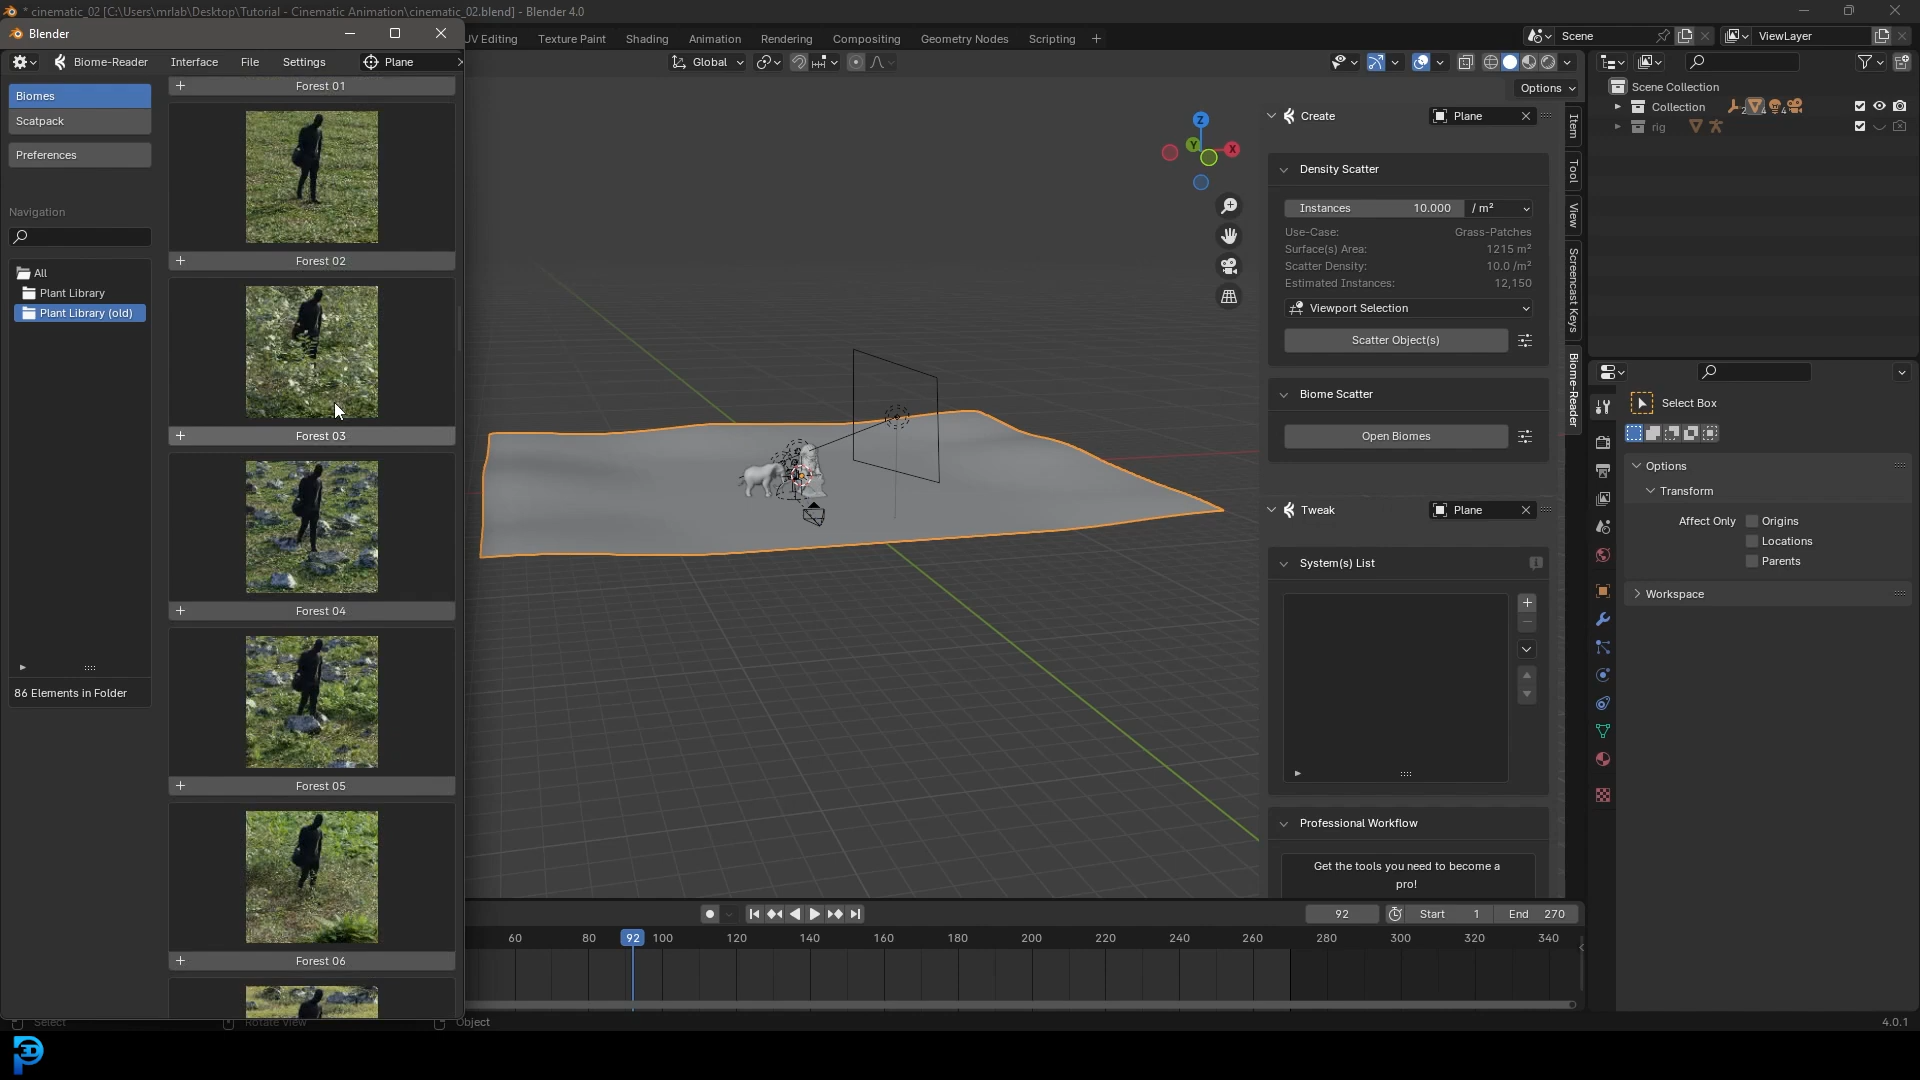 * cinematic_02 [C:\Users\mrlab\Desktop\Tutorial - Cinematic Animation\cinematic_02.blend] - Blender 4.0
Blender
UV Editing Texture Paint Shading Animation Rendering Compositing Geometry Nodes Scripting +
Scene
ViewLayer
Biome-Reader Interface File Settings Plane
Global
Options
Biomes
Scatpack
Preferences
Navigation
All
Plant Library
Plant Library (old)
86 Elements in Folder
Forest 01
Forest 02
Forest 03
Forest 04
Forest 05
Forest 06
Z
Y
X
Create
Plane
Density Scatter
Instances 10.000 / m²
Use-Case: Grass-Patches
Surface(s) Area: 1215 m²
Scatter Density: 10.0 /m²
Estimated Instances: 12,150
Viewport Selection
Scatter Object(s)
Biome Scatter
Open Biomes
Tweak
Plane
System(s) List
Professional Workflow
Get the tools you need to become a
pro!
Item
Tool
View
Screencast Keys
Biome-Reader
Scene Collection
Collection
rig
Select Box
Options
Transform
Affect Only Origins
Locations
Parents
Workspace
92
Start 1
End 270
60 80 92 100 120 140 160 180 200 220 240 260 280 300 320 340
Select
Rotate View
Object
4.0.1